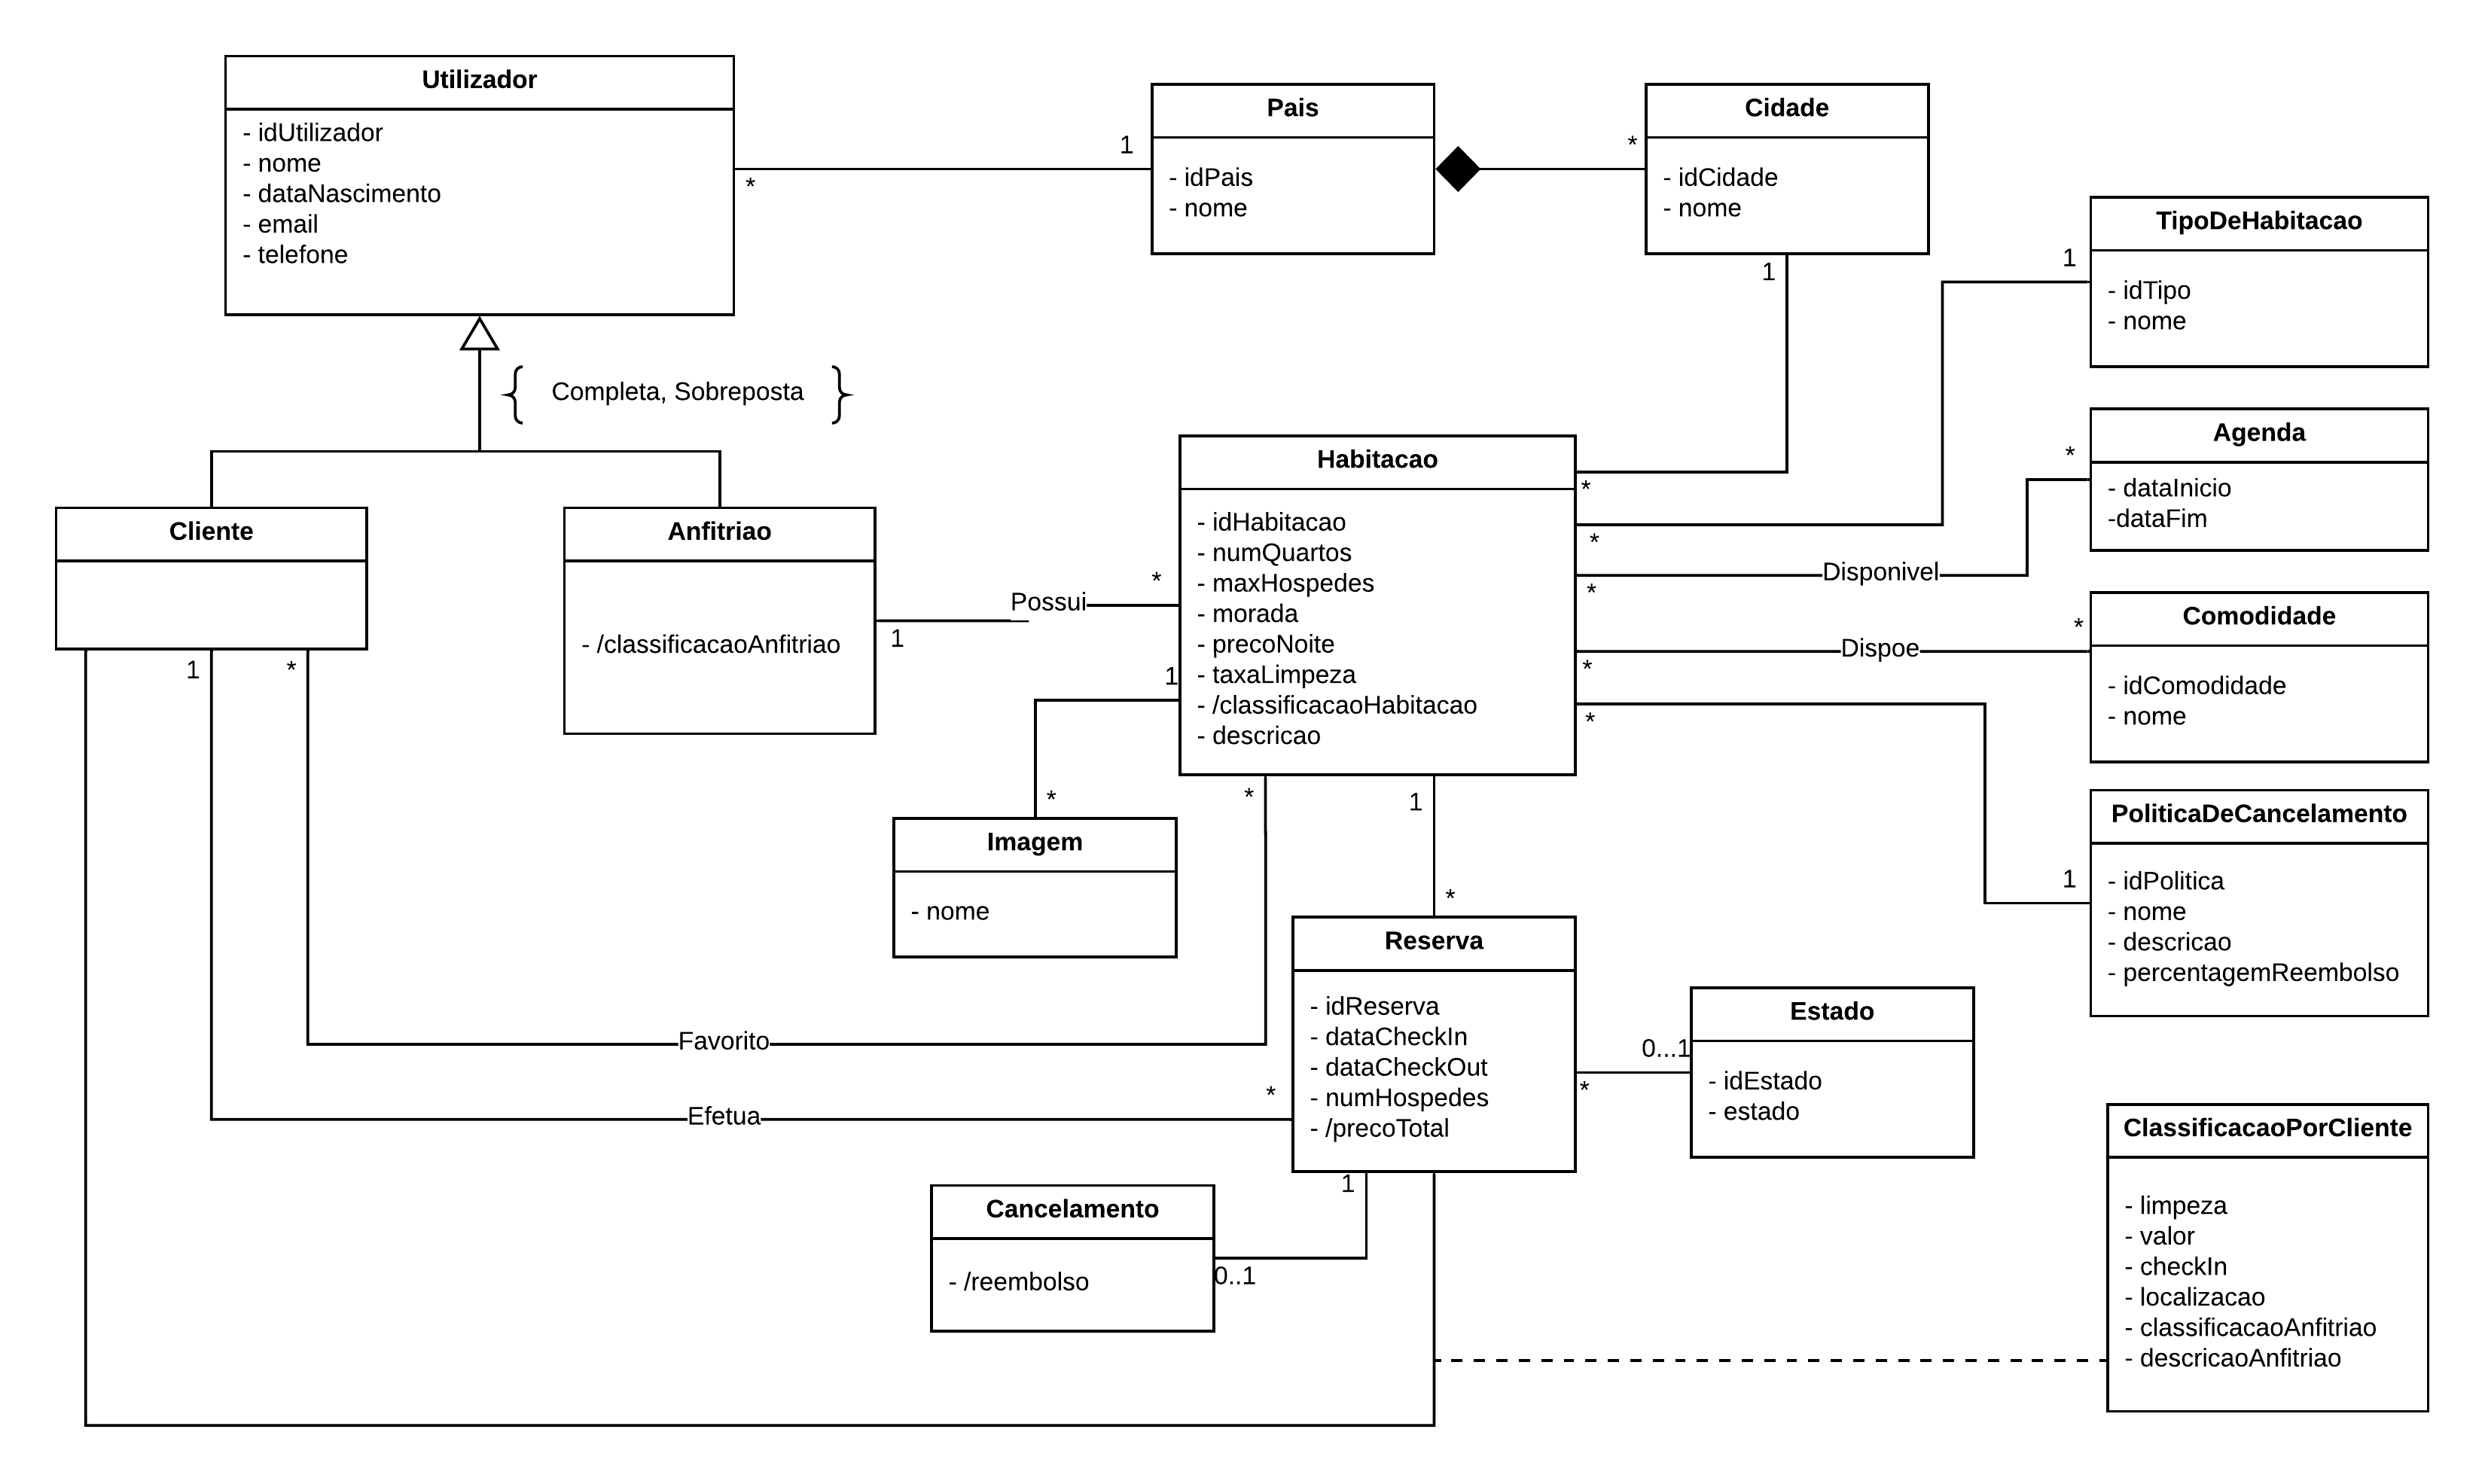 Utilizador
- idUtilizador
- nome
- dataNascimento
- email
- telefone
1
*
Pais
- idPais
- nome
*
Cidade
- idCidade
- nome
1
TipoDeHabitacao
- idTipo
- nome
1
{ Completa, Sobreposta }
Cliente
1
*
Anfitriao
- /classificacaoAnfitriao
1
Possui
*
Habitacao
- idHabitacao
- numQuartos
- maxHospedes
- morada
- precoNoite
- taxaLimpeza
- /classificacaoHabitacao
- descricao
*
*
Disponivel
*
*
Agenda
- dataInicio
-dataFim
Dispoe
*
*
Comodidade
- idComodidade
- nome
*
1
PoliticaDeCancelamento
- idPolitica
- nome
- descricao
- percentagemReembolso
1
*
Imagem
- nome
*
1
*
Favorito
Efetua
*
Reserva
- idReserva
- dataCheckIn
- dataCheckOut
- numHospedes
- /precoTotal
0...1
*
Estado
- idEstado
- estado
1
0..1
Cancelamento
- /reembolso
ClassificacaoPorCliente
- limpeza
- valor
- checkIn
- localizacao
- classificacaoAnfitriao
- descricaoAnfitriao